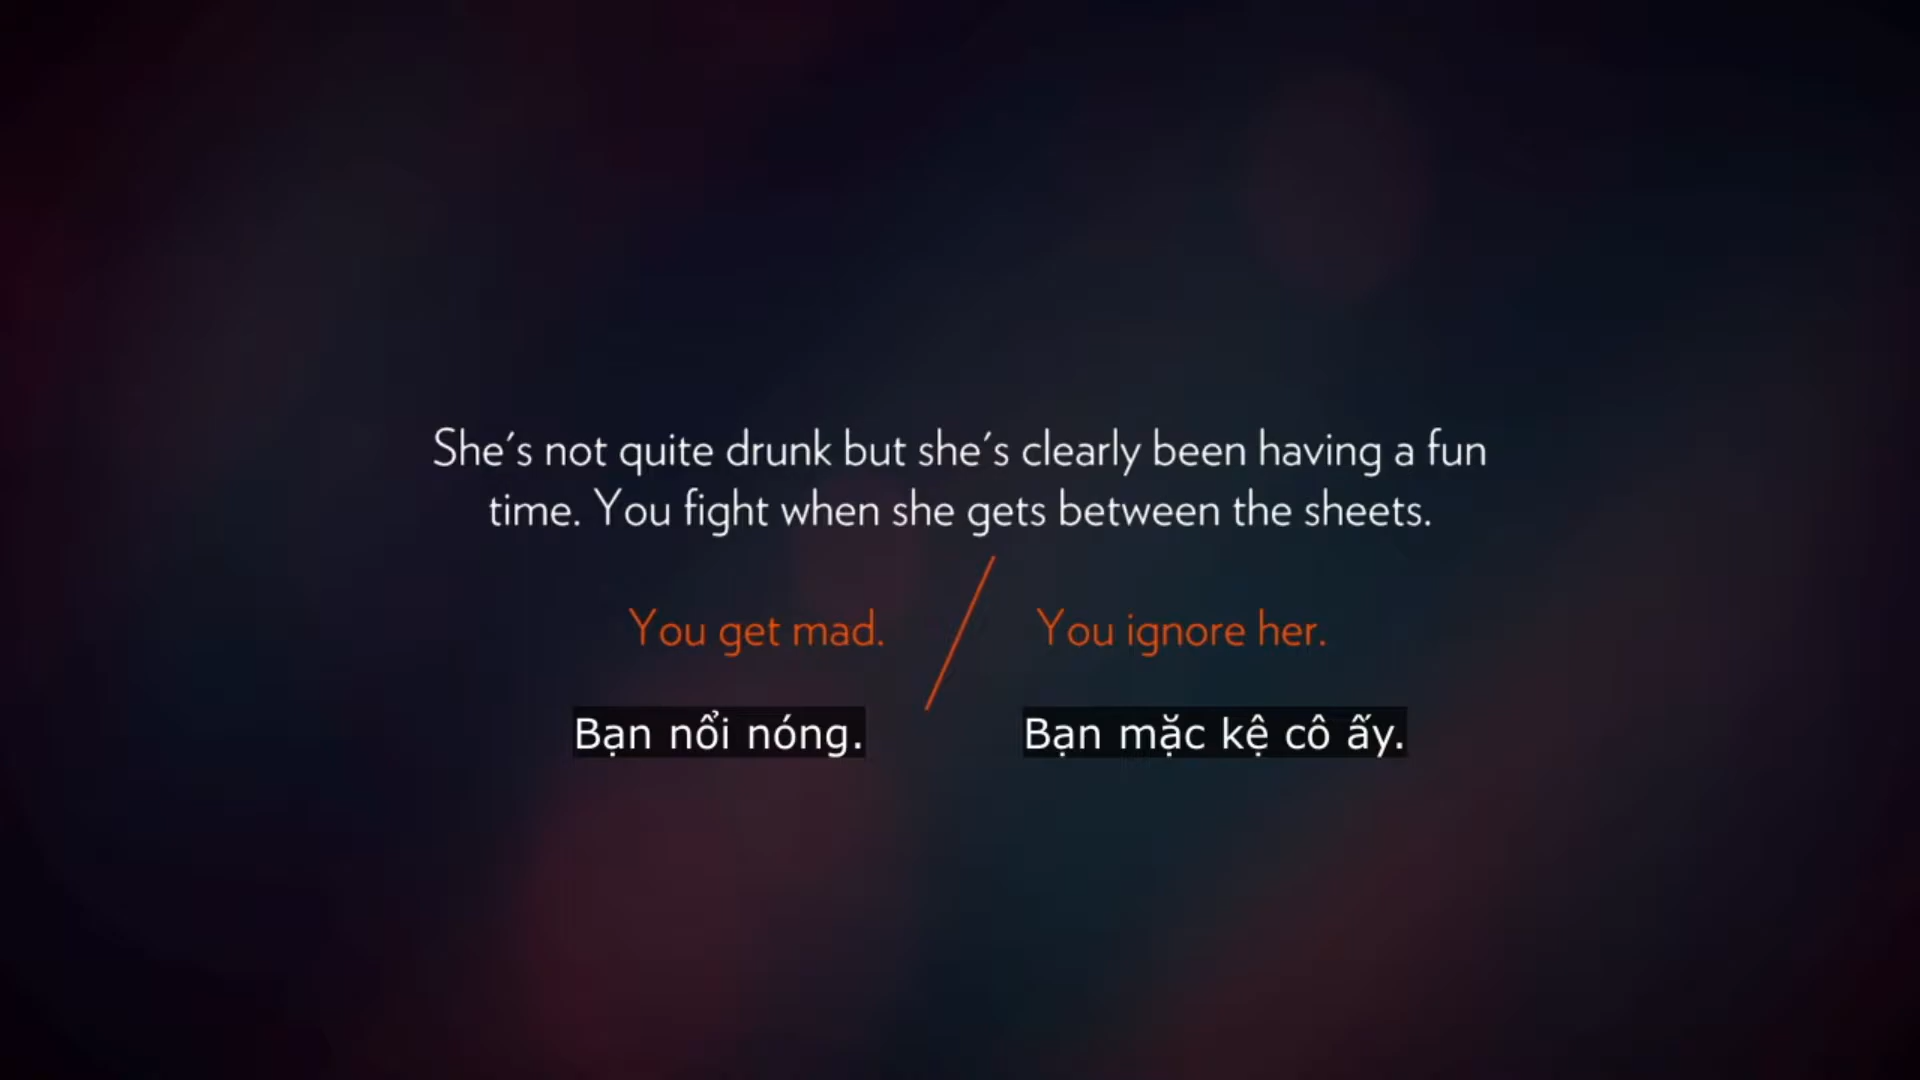 She's not quite drunk but she's clearly been having a fun
time. You fight when she gets between the sheets.
You get mad. / You ignore her.
Bạn nổi nóng. Bạn mặc kệ cô ấy.